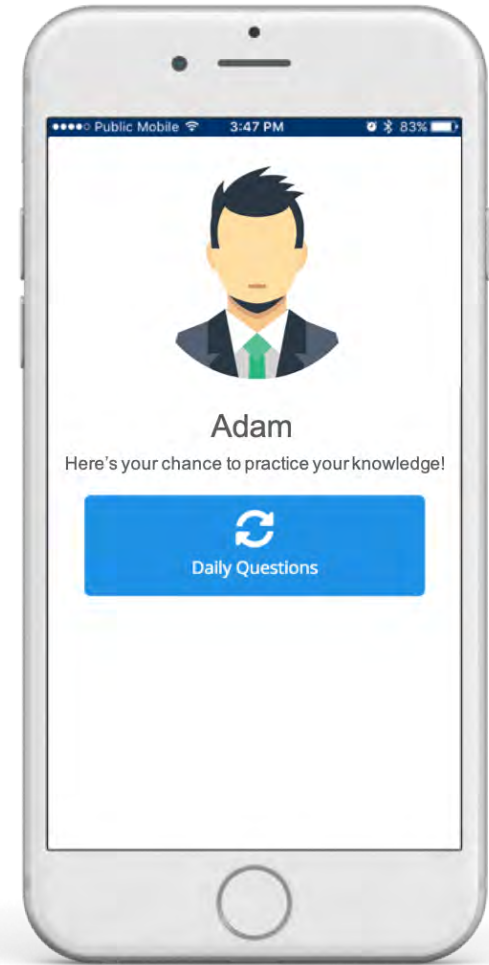 Public Mobile 3:47 PM 83%
Adam
Here's your chance to practice your knowledge!
Daily Questions